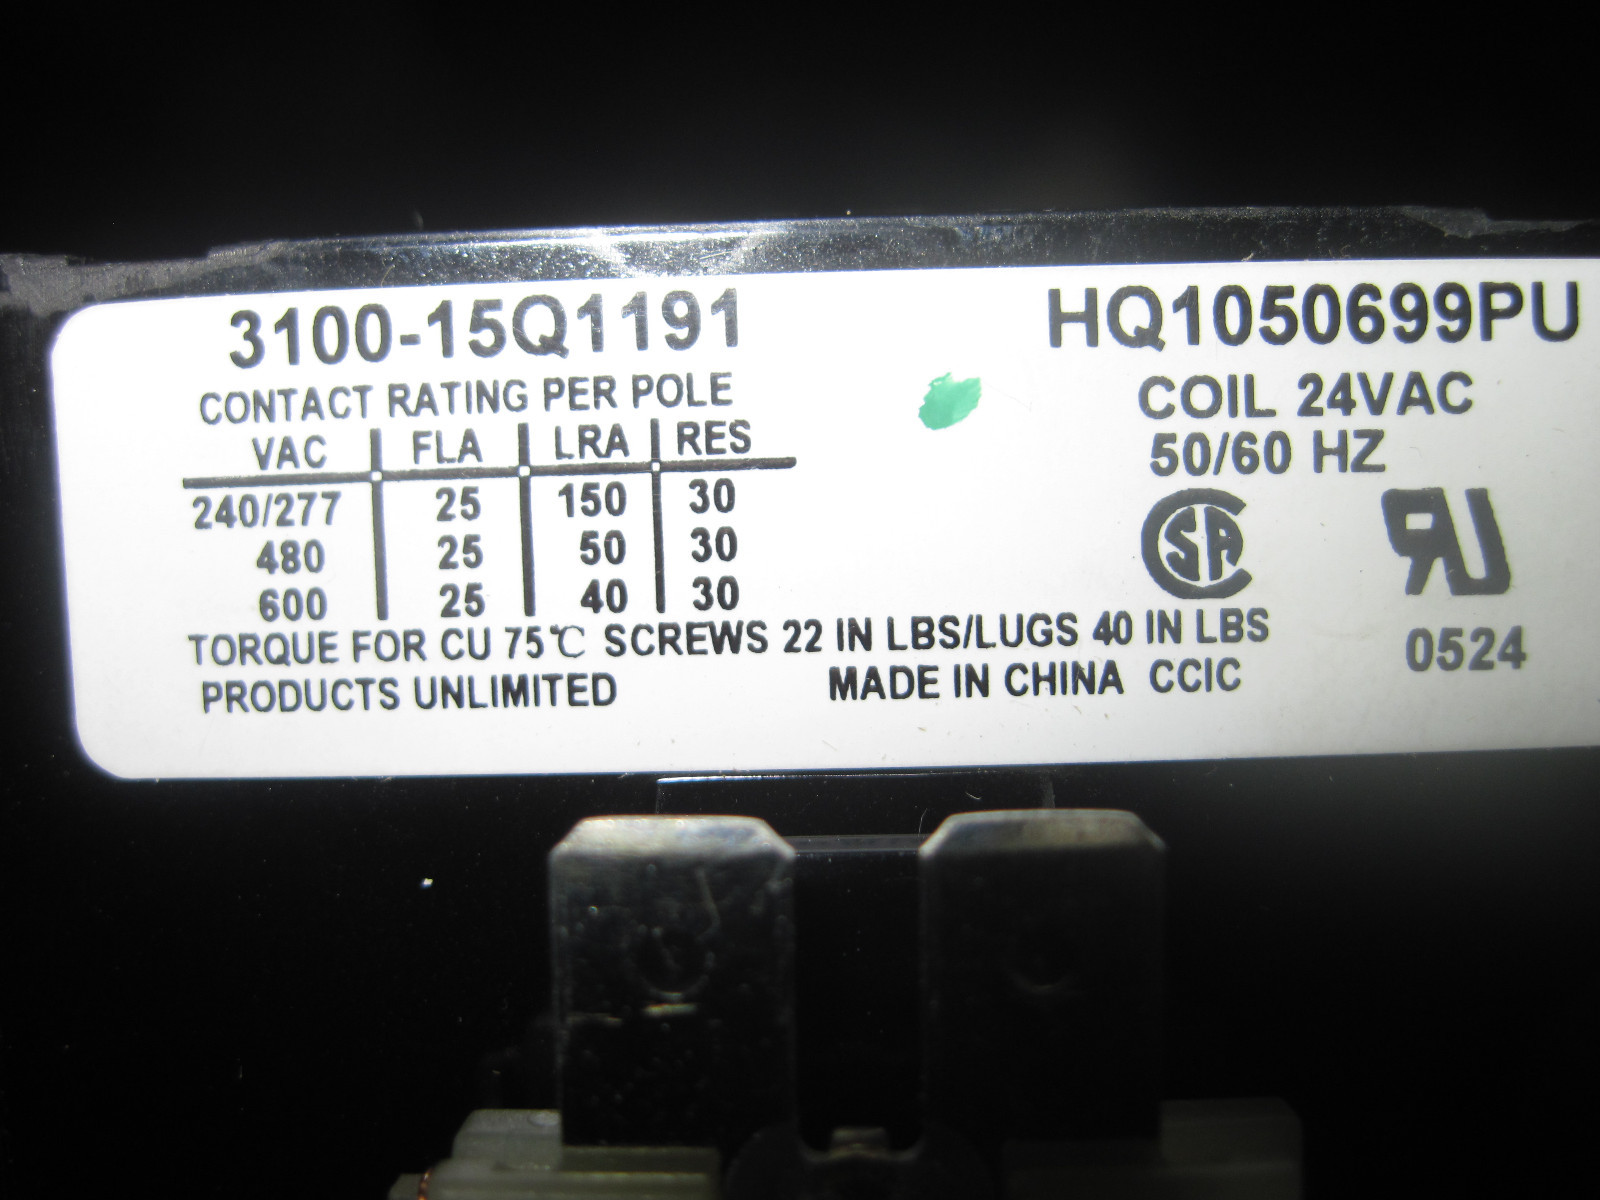 3100-15Q1191 HQ1050699PU
CONTACT RATING PER POLE COIL 24VAC
VAC FLA LRA RES 50/60 HZ
240/277 25 150 30
480 25 50 30
600 25 40 30
SA RU
TORQUE FOR CU 75℃ SCREWS 22 IN LBS/LUGS 40 IN LBS 0524
PRODUCTS UNLIMITED MADE IN CHINA CCIC